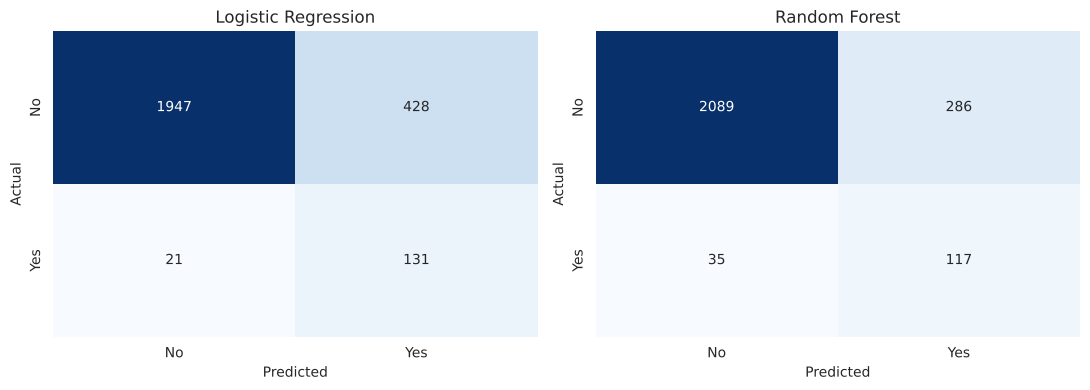 Logistic Regression
No
1947
428
Actual
Yes
21
131
No
Yes
Predicted
Random Forest
No
2089
286
Actual
Yes
35
117
No
Yes
Predicted